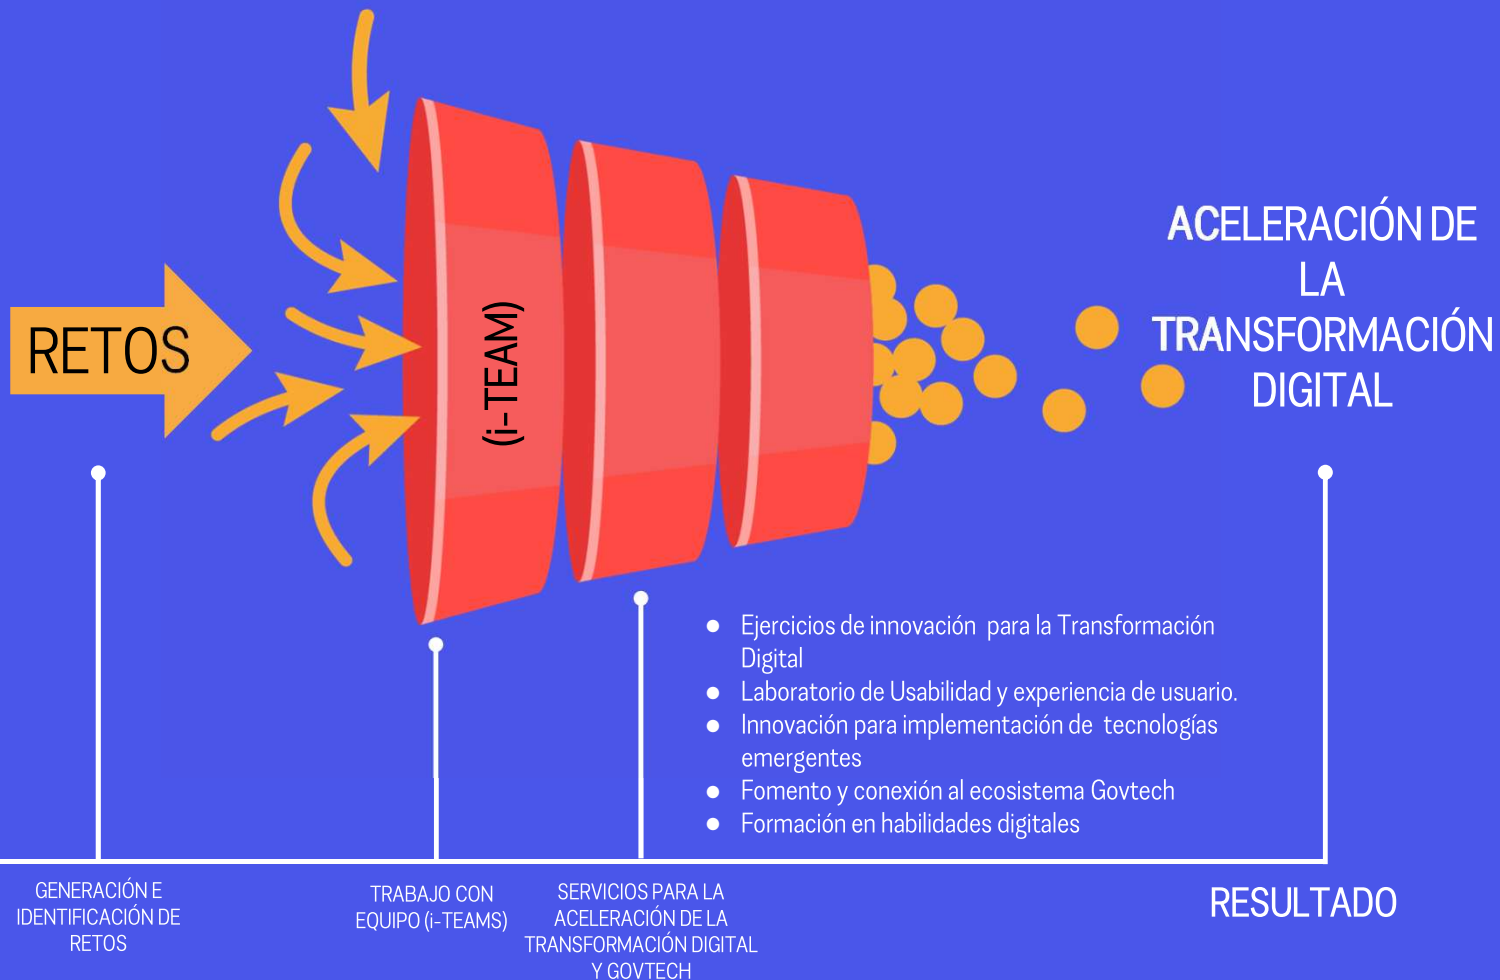 RETOS
(i-TEAM)
ACELERACIÓN DE
LA
TRANSFORMACIÓN
DIGITAL
● Ejercicios de innovación para la Transformación
Digital
● Laboratorio de Usabilidad y experiencia de usuario.
● Innovación para implementación de tecnologías
emergentes
● Fomento y conexión al ecosistema Govtech
● Formación en habilidades digitales
GENERACIÓN E
IDENTIFICACIÓN DE
RETOS
TRABAJO CON
EQUIPO (i-TEAMS)
SERVICIOS PARA LA
ACELERACIÓN DE LA
TRANSFORMACIÓN DIGITAL
Y GOVTECH
RESULTADO